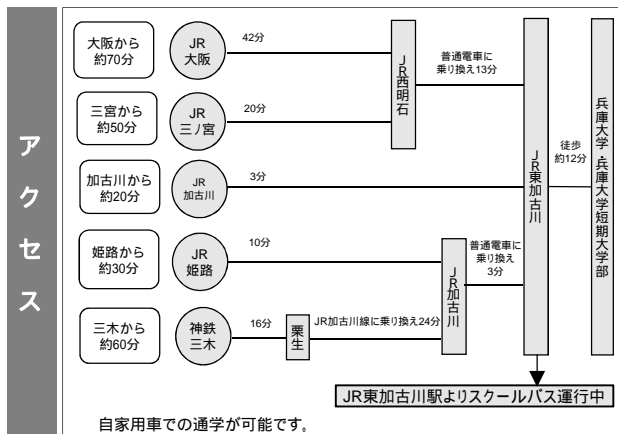 アクセス
大阪から
約70分
JR
大阪
42分
三宮から
約50分
JR
三ノ宮
20分
JR西明石
普通電車に
乗り換え13分
加古川から
約20分
JR
加古川
3分
姫路から
約30分
JR
姫路
10分
三木から
約60分
神鉄
三木
16分
栗生
JR加古川線に乗り換え24分
JR加古川
普通電車に
乗り換え
3分
JR東加古川
徒歩
約12分
兵庫大学・兵庫大学短期大学部
JR東加古川駅よりスクールバス運行中
自家用車での通学が可能です。